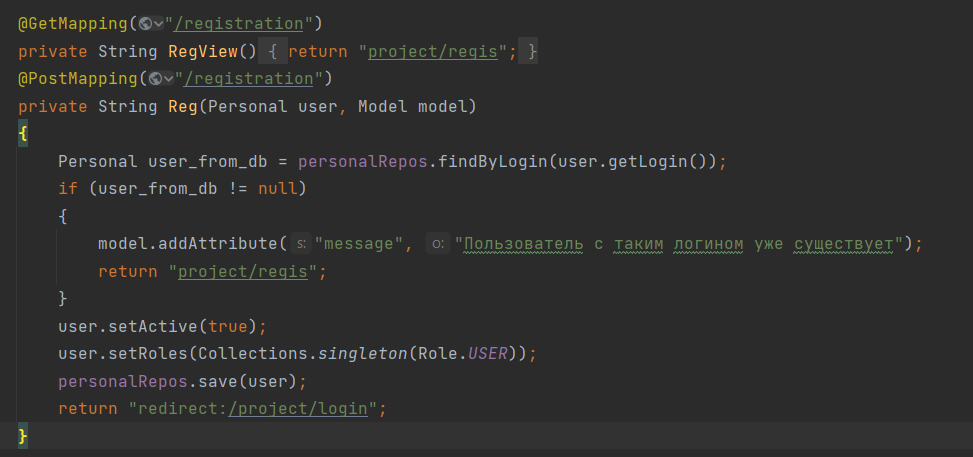 @GetMapping("/registration")
private String RegView() { return "project/regis"; }
@PostMapping("/registration")
private String Reg(Personal user, Model model)
{
    Personal user_from_db = personalRepos.findByLogin(user.getLogin());
    if (user_from_db != null)
    {
        model.addAttribute( s: "message", o: "Пользователь с таким логином уже существует");
        return "project/regis";
    }
    user.setActive(true);
    user.setRoles(Collections.singleton(Role.USER));
    personalRepos.save(user);
    return "redirect:/project/login";
}